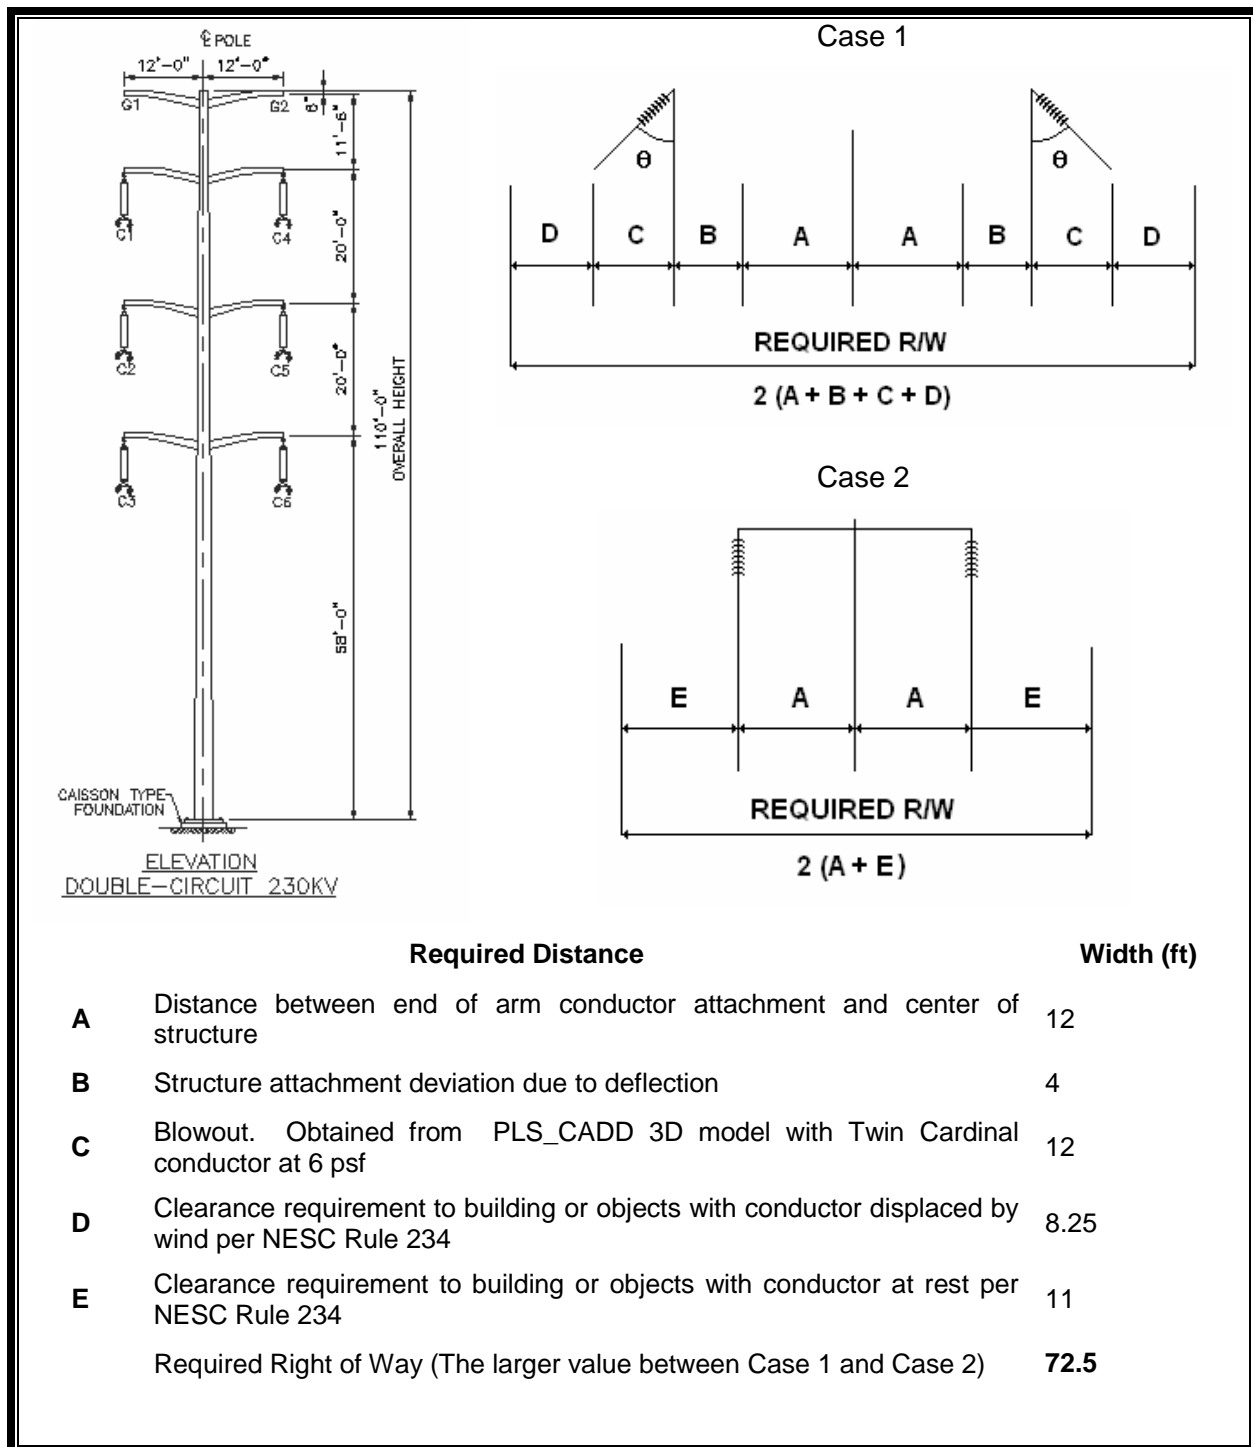 ℄ POLE
12'-0" 12'-0"
G1 G2
6"
11'-6"
C1 C4
20'-0"
C2 C5
20'-0"
C3 C6
110'-0"
OVERALL HEIGHT
58'-0"
CAISSON TYPE
FOUNDATION
ELEVATION
DOUBLE-CIRCUIT 230KV
Case 1
θ θ
D C B A A B C D
REQUIRED R/W
2 (A + B + C + D)
Case 2
E A A E
REQUIRED R/W
2 (A + E)
Required Distance Width (ft)
A Distance between end of arm conductor attachment and center of
structure 12
B Structure attachment deviation due to deflection 4
C Blowout. Obtained from PLS_CADD 3D model with Twin Cardinal
conductor at 6 psf 12
D Clearance requirement to building or objects with conductor displaced by
wind per NESC Rule 234 8.25
E Clearance requirement to building or objects with conductor at rest per
NESC Rule 234 11
Required Right of Way (The larger value between Case 1 and Case 2) 72.5